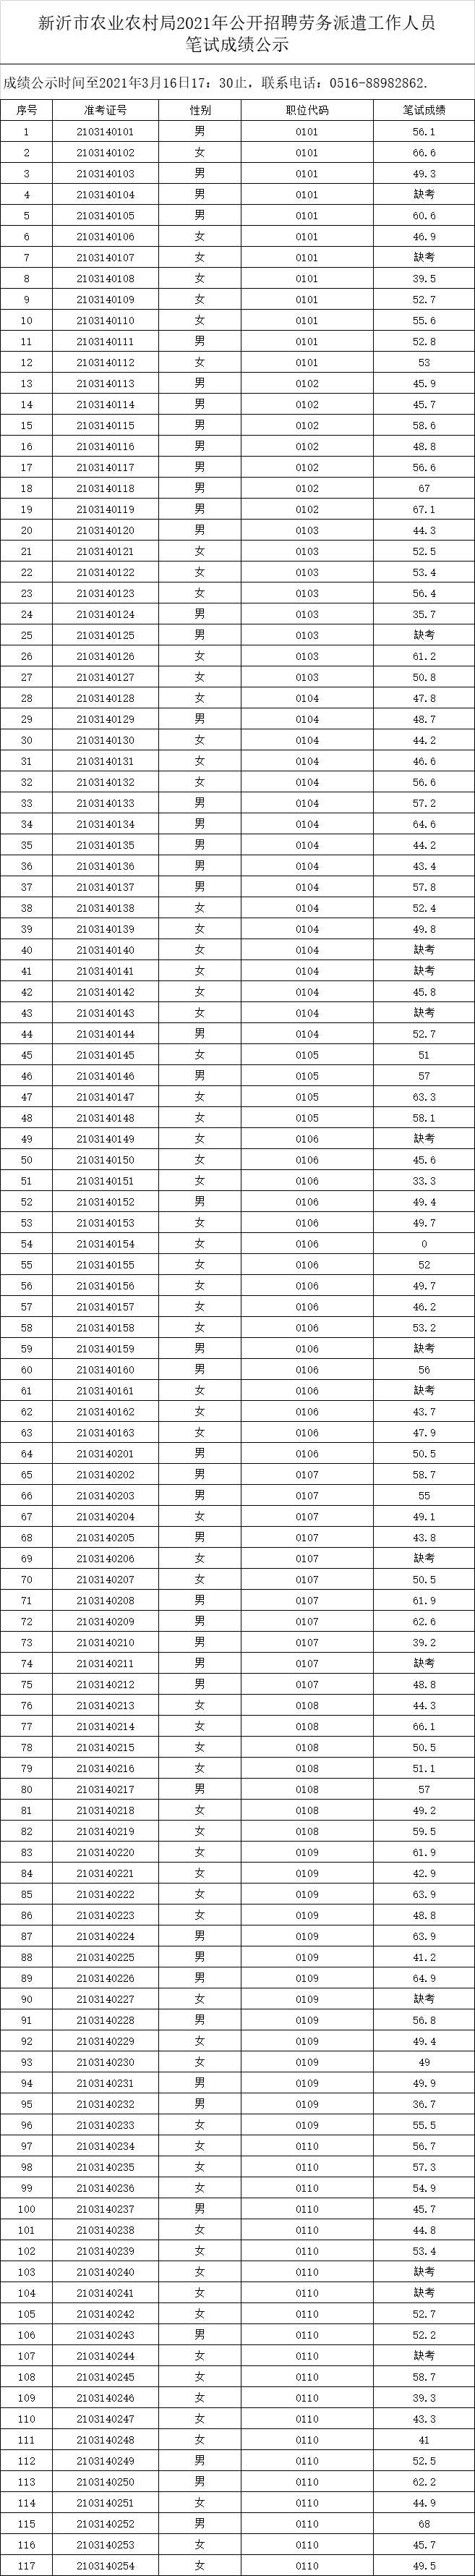 新沂市农业农村局2021年公开招聘劳务派遣工作人员
笔试成绩公示
成绩公示时间至2021年3月16日17：30止，联系电话：0516-88982862.
序号 准考证号 性别 职位代码 笔试成绩
1 2103140101 男 0101 56.1
2 2103140102 女 0101 66.6
3 2103140103 男 0101 49.3
4 2103140104 男 0101 缺考
5 2103140105 男 0101 60.6
6 2103140106 女 0101 46.9
7 2103140107 女 0101 缺考
8 2103140108 女 0101 39.5
9 2103140109 女 0101 52.7
10 2103140110 女 0101 55.6
11 2103140111 男 0101 52.8
12 2103140112 女 0101 53
13 2103140113 男 0102 45.9
14 2103140114 男 0102 45.7
15 2103140115 男 0102 58.6
16 2103140116 男 0102 48.8
17 2103140117 男 0102 56.6
18 2103140118 男 0102 67
19 2103140119 男 0102 67.1
20 2103140120 男 0103 44.3
21 2103140121 女 0103 52.5
22 2103140122 女 0103 53.4
23 2103140123 女 0103 56.4
24 2103140124 男 0103 35.7
25 2103140125 男 0103 缺考
26 2103140126 女 0103 61.2
27 2103140127 女 0103 50.8
28 2103140128 女 0104 47.8
29 2103140129 男 0104 48.7
30 2103140130 女 0104 44.2
31 2103140131 女 0104 46.6
32 2103140132 女 0104 56.6
33 2103140133 男 0104 57.2
34 2103140134 男 0104 64.6
35 2103140135 男 0104 44.2
36 2103140136 男 0104 43.4
37 2103140137 男 0104 57.8
38 2103140138 女 0104 52.4
39 2103140139 女 0104 49.8
40 2103140140 女 0104 缺考
41 2103140141 女 0104 缺考
42 2103140142 女 0104 45.8
43 2103140143 女 0104 缺考
44 2103140144 男 0104 52.7
45 2103140145 女 0105 51
46 2103140146 男 0105 57
47 2103140147 女 0105 63.3
48 2103140148 女 0105 58.1
49 2103140149 女 0106 缺考
50 2103140150 女 0106 45.6
51 2103140151 女 0106 33.3
52 2103140152 男 0106 49.4
53 2103140153 女 0106 49.7
54 2103140154 女 0106 0
55 2103140155 女 0106 52
56 2103140156 女 0106 49.7
57 2103140157 女 0106 46.2
58 2103140158 女 0106 53.2
59 2103140159 男 0106 缺考
60 2103140160 男 0106 56
61 2103140161 女 0106 缺考
62 2103140162 女 0106 43.7
63 2103140163 女 0106 47.9
64 2103140201 男 0106 50.5
65 2103140202 男 0107 58.7
66 2103140203 男 0107 55
67 2103140204 女 0107 49.1
68 2103140205 男 0107 43.8
69 2103140206 女 0107 缺考
70 2103140207 女 0107 50.5
71 2103140208 男 0107 61.9
72 2103140209 男 0107 62.6
73 2103140210 男 0107 39.2
74 2103140211 男 0107 缺考
75 2103140212 男 0107 48.8
76 2103140213 女 0108 44.3
77 2103140214 女 0108 66.1
78 2103140215 女 0108 50.5
79 2103140216 女 0108 51.1
80 2103140217 男 0108 57
81 2103140218 女 0108 49.2
82 2103140219 女 0108 59.5
83 2103140220 女 0109 61.9
84 2103140221 女 0109 42.9
85 2103140222 女 0109 63.9
86 2103140223 女 0109 48.8
87 2103140224 男 0109 63.9
88 2103140225 男 0109 41.2
89 2103140226 男 0109 64.9
90 2103140227 女 0109 缺考
91 2103140228 男 0109 56.8
92 2103140229 女 0109 49.4
93 2103140230 女 0109 49
94 2103140231 男 0109 49.9
95 2103140232 男 0109 36.7
96 2103140233 女 0109 55.5
97 2103140234 女 0110 56.7
98 2103140235 女 0110 57.3
99 2103140236 女 0110 54.9
100 2103140237 男 0110 45.7
101 2103140238 女 0110 44.8
102 2103140239 女 0110 53.4
103 2103140240 女 0110 缺考
104 2103140241 女 0110 缺考
105 2103140242 女 0110 52.7
106 2103140243 男 0110 52.2
107 2103140244 女 0110 缺考
108 2103140245 女 0110 58.7
109 2103140246 女 0110 39.3
110 2103140247 女 0110 43.3
111 2103140248 女 0110 41
112 2103140249 男 0110 52.5
113 2103140250 男 0110 62.2
114 2103140251 女 0110 44.9
115 2103140252 男 0110 68
116 2103140253 女 0110 45.7
117 2103140254 女 0110 49.5